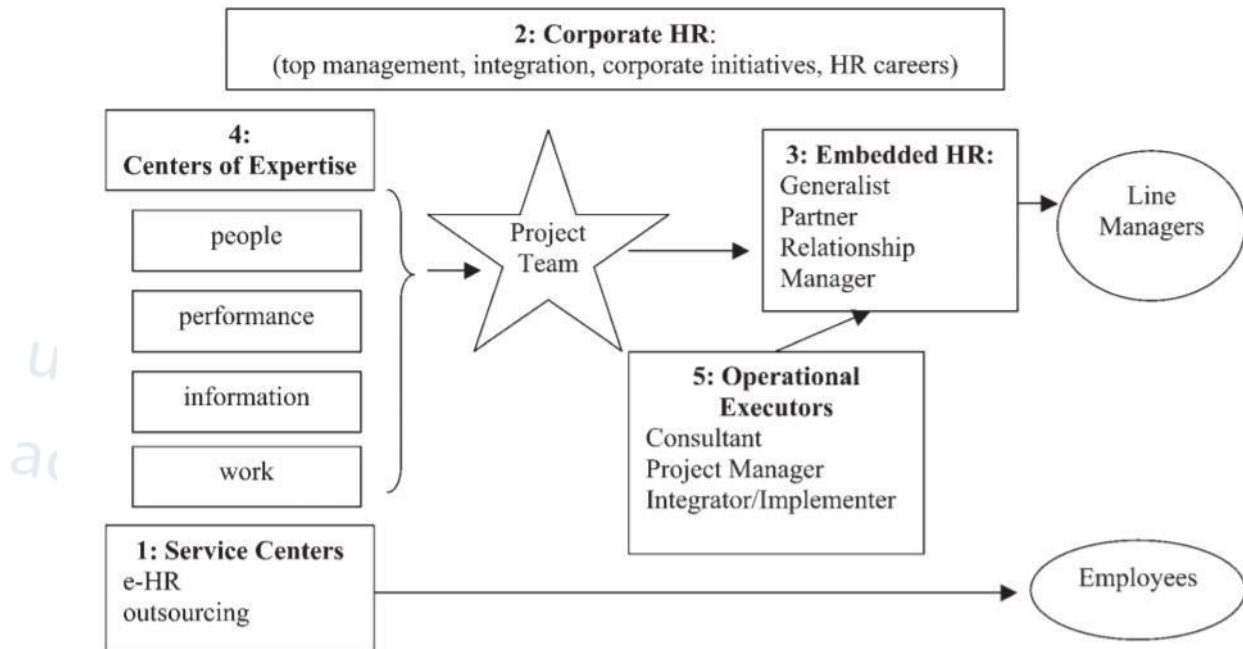 2: Corporate HR:
(top management, integration, corporate initiatives, HR careers)
4:
Centers of Expertise
people
performance
information
work
Project
Team
3: Embedded HR:
Generalist
Partner
Relationship
Manager
Line
Managers
5: Operational
Executors
Consultant
Project Manager
Integrator/Implementer
1: Service Centers
e-HR
outsourcing
Employees